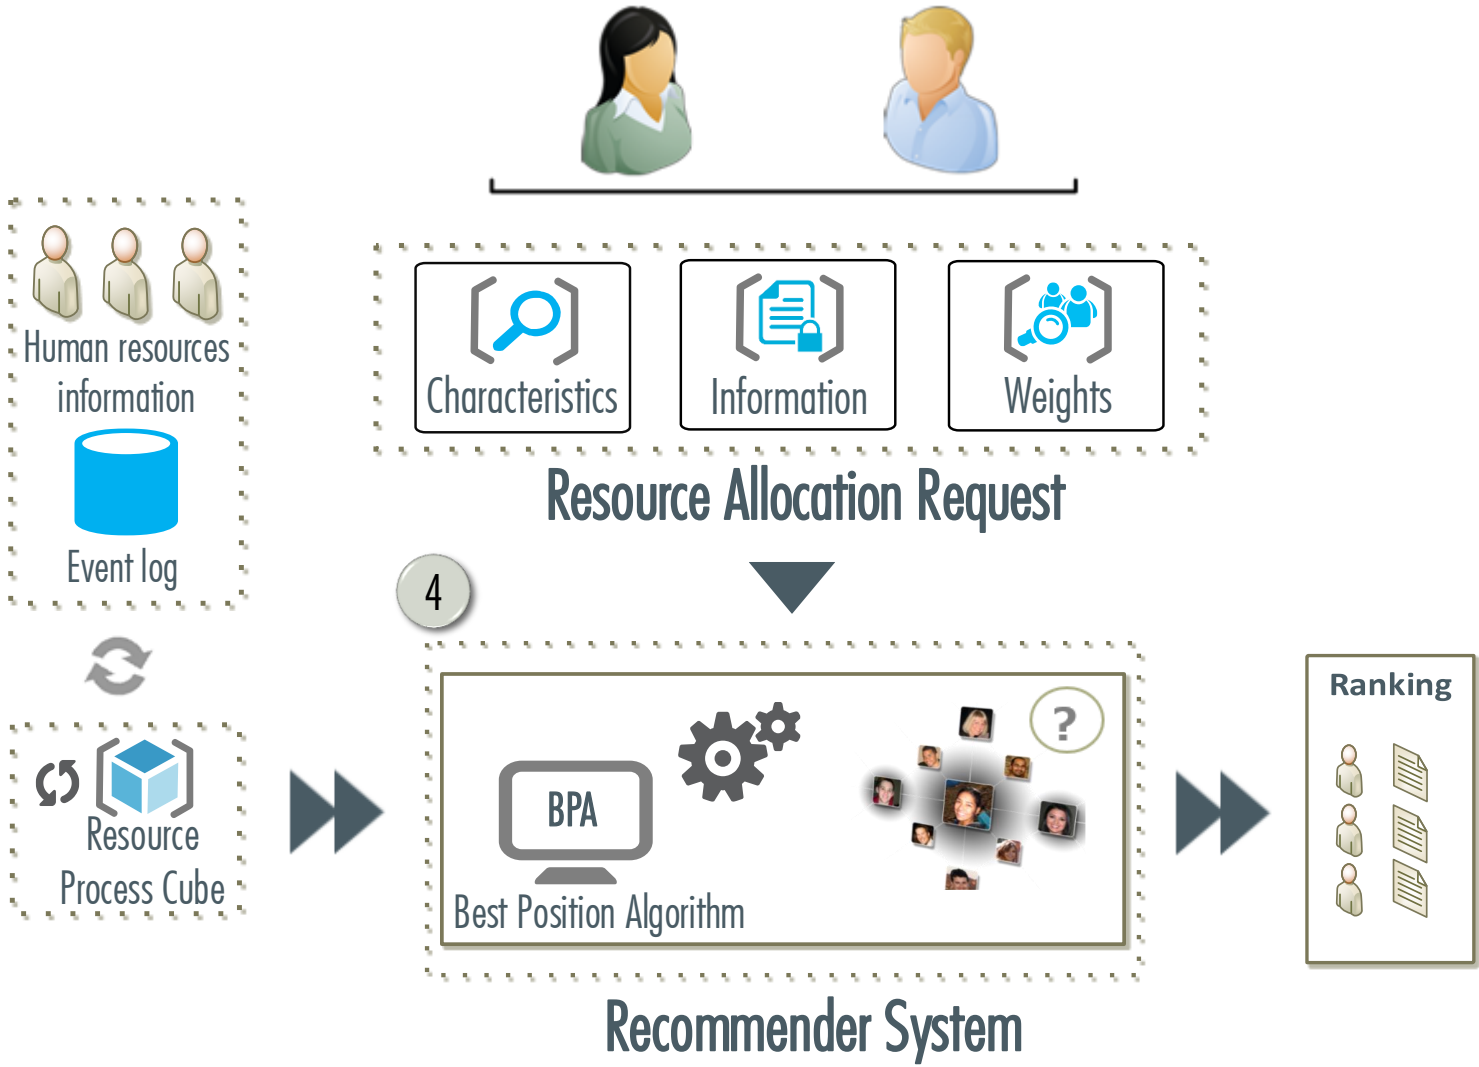 Human resources
information
Event log
Resource
Process Cube
Characteristics
Information
Weights
Resource Allocation Request
4
BPA
Best Position Algorithm
?
Recommender System
Ranking